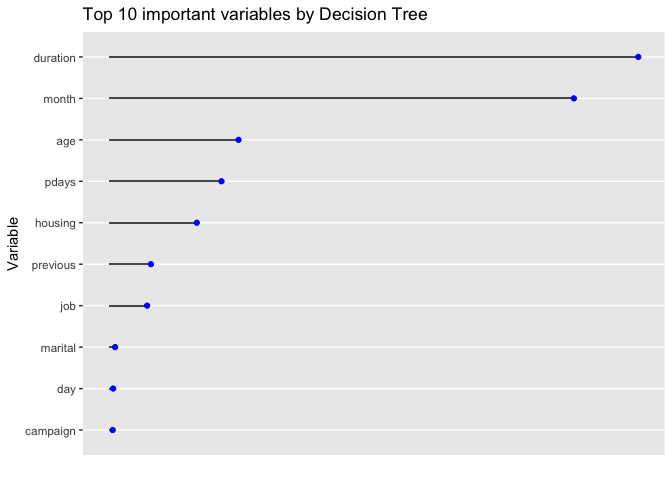 Top 10 important variables by Decision Tree
duration
month
age
pdays
housing
previous
job
marital
day
campaign
Variable